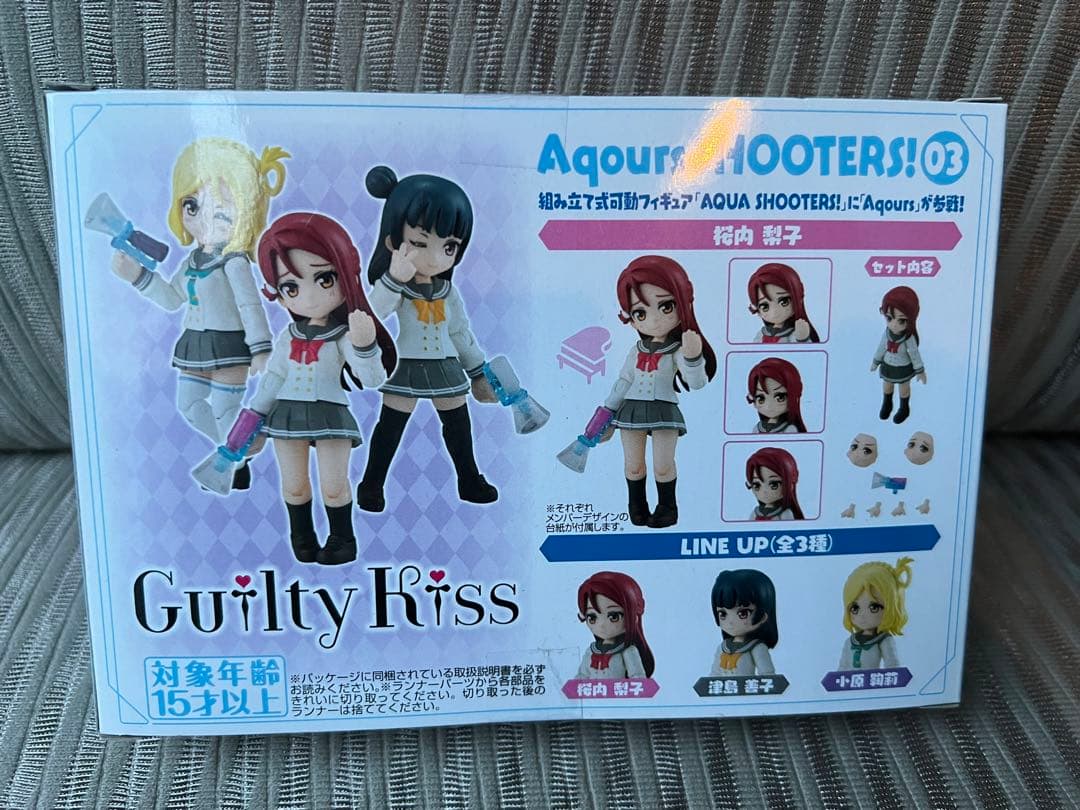 Aqours SHOOTERS! 03
組み立て式可動フィギュア「AQUA SHOOTERS!」に「Aqours」が参戦!
桜内 梨子
セット内容
※それぞれ
メンバーデザインの
台紙が付属します。
LINE UP(全3種)
桜内 梨子
津島 善子
小原 鞠莉
Guilty Kiss
対象年齢
15才以上
※パッケージに同梱されている取扱説明書を必ず
お読みください。※ランナーパーツから各部品を
きれいに切り取ってください。切り取った後の
ランナーは捨ててください。